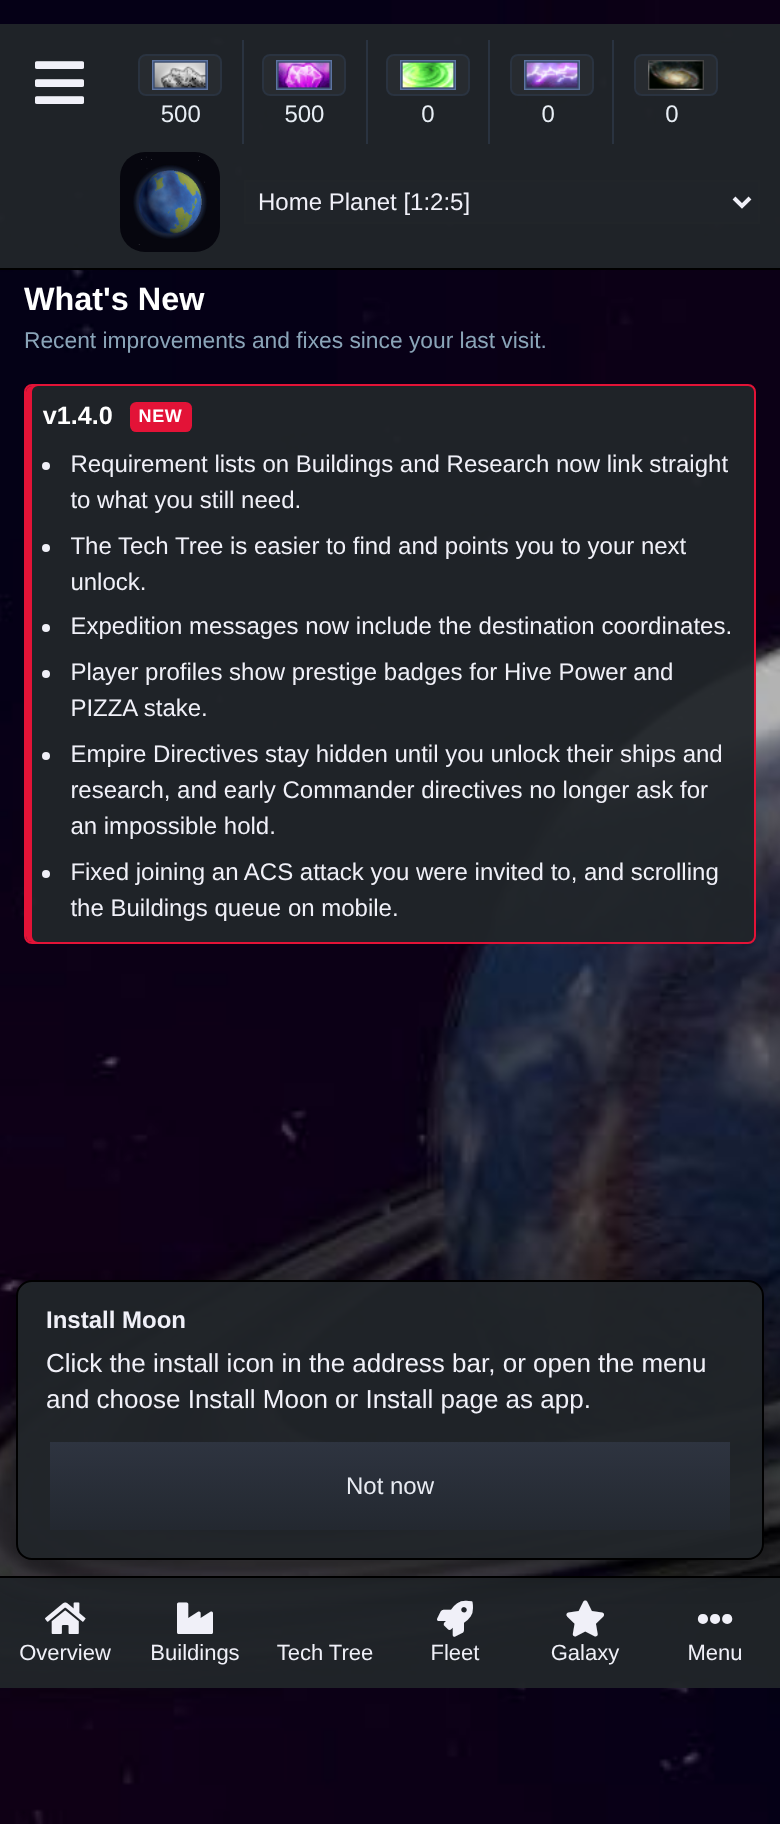 500 500 0 0 0
Home Planet [1:2:5]
What's New
Recent improvements and fixes since your last visit.
v1.4.0 NEW
Requirement lists on Buildings and Research now link straight
to what you still need.
The Tech Tree is easier to find and points you to your next
unlock.
Expedition messages now include the destination coordinates.
Player profiles show prestige badges for Hive Power and
PIZZA stake.
Empire Directives stay hidden until you unlock their ships and
research, and early Commander directives no longer ask for
an impossible hold.
Fixed joining an ACS attack you were invited to, and scrolling
the Buildings queue on mobile.
Install Moon
Click the install icon in the address bar, or open the menu
and choose Install Moon or Install page as app.
Not now
Overview Buildings Tech Tree Fleet Galaxy Menu